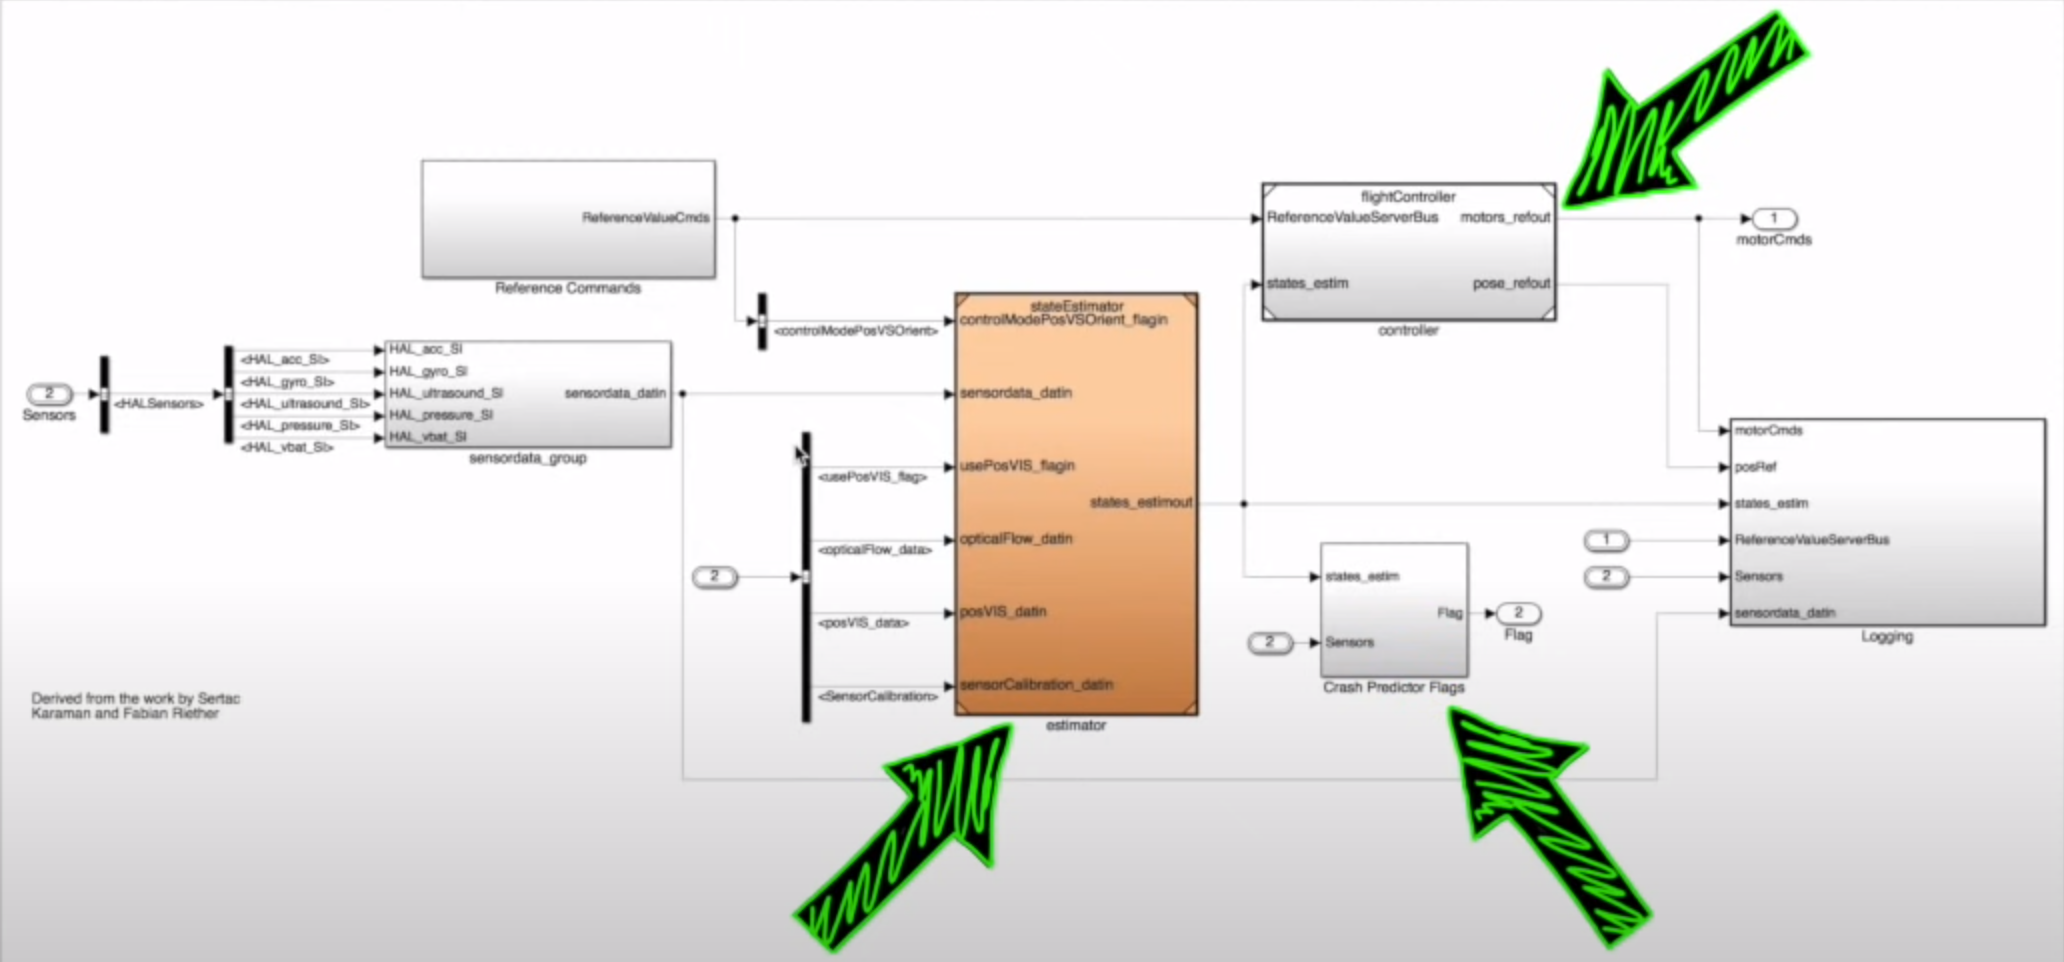 flightController
ReferenceValueCmds
ReferenceValueServerBus
motors_refout
1
motorCmds
Reference Commands
states_estim
pose_refout
stateEstimator
controlModePosVSOrient_flagin
<controlModePosVSOrient>
controller
2
Sensors
<HALSensors>
<HAL_acc_SI>
<HAL_gyro_SI>
<HAL_ultrasound_SI>
<HAL_pressure_SI>
<HAL_vbat_SI>
HAL_acc_SI
HAL_gyro_SI
HAL_ultrasound_SI
HAL_pressure_SI
HAL_vbat_SI
sensordata_datin
sensordata_group
sensordata_datin
usePosVIS_flagin
<usePosVIS_flag>
states_estimout
opticalFlow_datin
<opticalFlow_data>
2
posVIS_datin
<posVIS_data>
sensorCalibration_datin
<SensorCalibration>
estimator
states_estim
Flag
2
Flag
2
Sensors
Crash Predictor Flags
motorCmds
posRef
states_estim
1
ReferenceValueServerBus
2
Sensors
sensordata_datin
Logging
Derived from the work by Sertac
Karaman and Fabian Riether